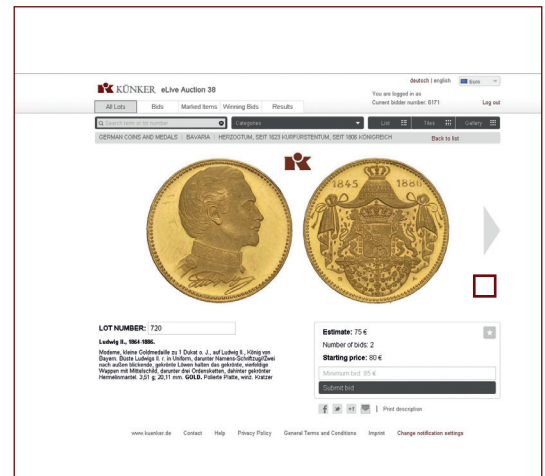 deutsch | english Euro
KÜNKER eLive Auction 38
You are logged in as
Current bidder number: 6171 Log out
All Lots Bids Marked Items Winning Bids Results
Search term or lot number Categories List Tiles Gallery
GERMAN COINS AND MEDALS | BAVARIA | HERZOGTUM, SEIT 1623 KURFÜRSTENTUM, SEIT 1806 KÖNIGREICH Back to list
1845 1886
LOT NUMBER: 720
Ludwig II., 1864-1886.
Moderne, kleine Goldmedaille zu 1 Dukat o. J., auf Ludwig II., König von
Bayern. Büste Ludwigs II. r. in Uniform, darunter Namens-Schriftzug//Zwei
nach außen blickende, gekrönte Löwen halten das gekrönte, vierfeldige
Wappen mit Mittelschild, darunter drei Ordensketten, dahinter gekrönter
Hermelinmantel. 3,51 g; 20,11 mm. GOLD. Polierte Platte, winz. Kratzer
Estimate: 75 €
Number of bids: 2
Starting price: 80 €
Minimum bid: 85 €
Submit bid
f +1 | Print description
www.kuenker.de Contact Help Privacy Policy General Terms and Conditions Imprint Change notification settings